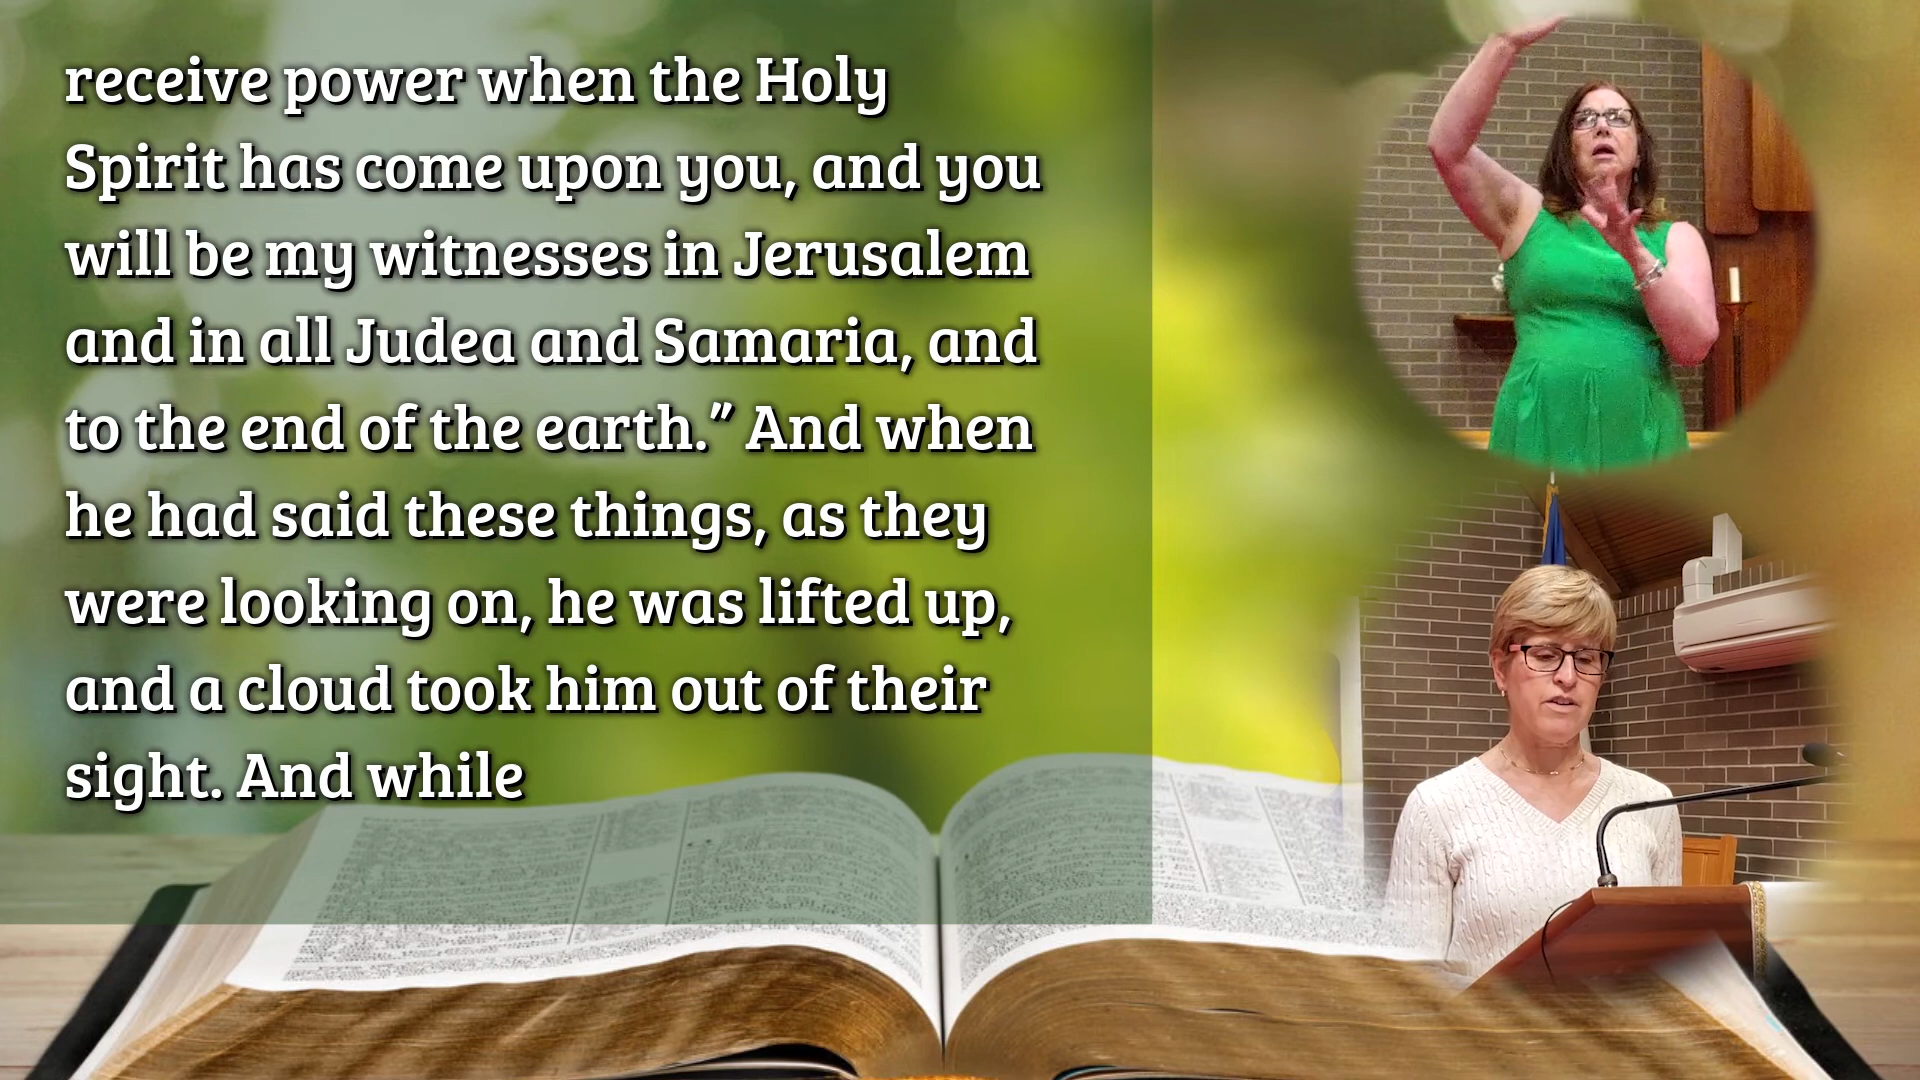 receive power when the Holy
Spirit has come upon you, and you
will be my witnesses in Jerusalem
and in all Judea and Samaria, and
to the end of the earth.” And when
he had said these things, as they
were looking on, he was lifted up,
and a cloud took him out of their
sight. And while